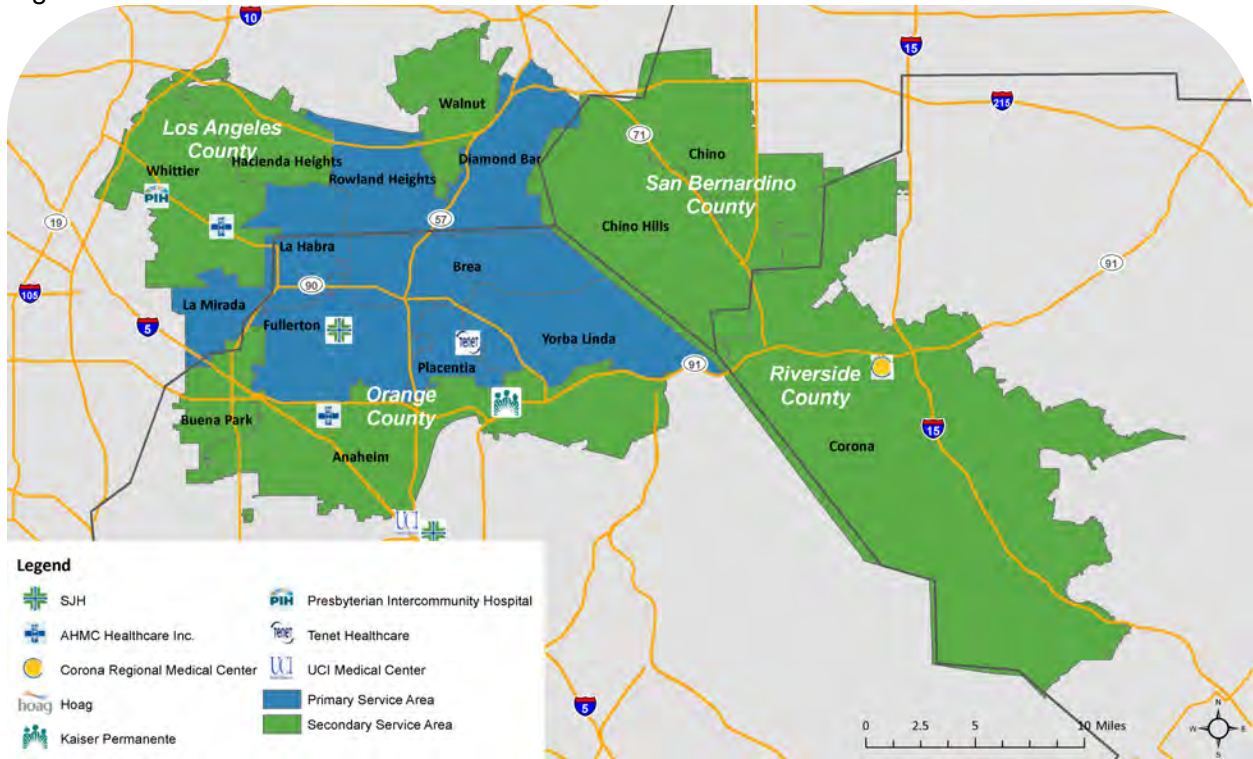 10
15
215
Walnut
71
Los Angeles
County
Chino
Diamond Bar
Hacienda Heights
Whittier
Rowland Heights
San Bernardino
County
PIH
19
57
Chino Hills
La Habra
Brea
91
90
105
La Mirada
5
Fullerton
Tenet
Yorba Linda
Placentia
91
Riverside
County
Orange
County
Buena Park
15
Corona
Anaheim
UCI
Legend
SJH
PIH
Presbyterian Intercommunity Hospital
AHMC Healthcare Inc.
Tenet
Tenet Healthcare
Corona Regional Medical Center
UCI
UCI Medical Center
hoag
Hoag
Primary Service Area
Secondary Service Area
Kaiser Permanente
5
0 2.5 5 10 Miles
N
W E
S